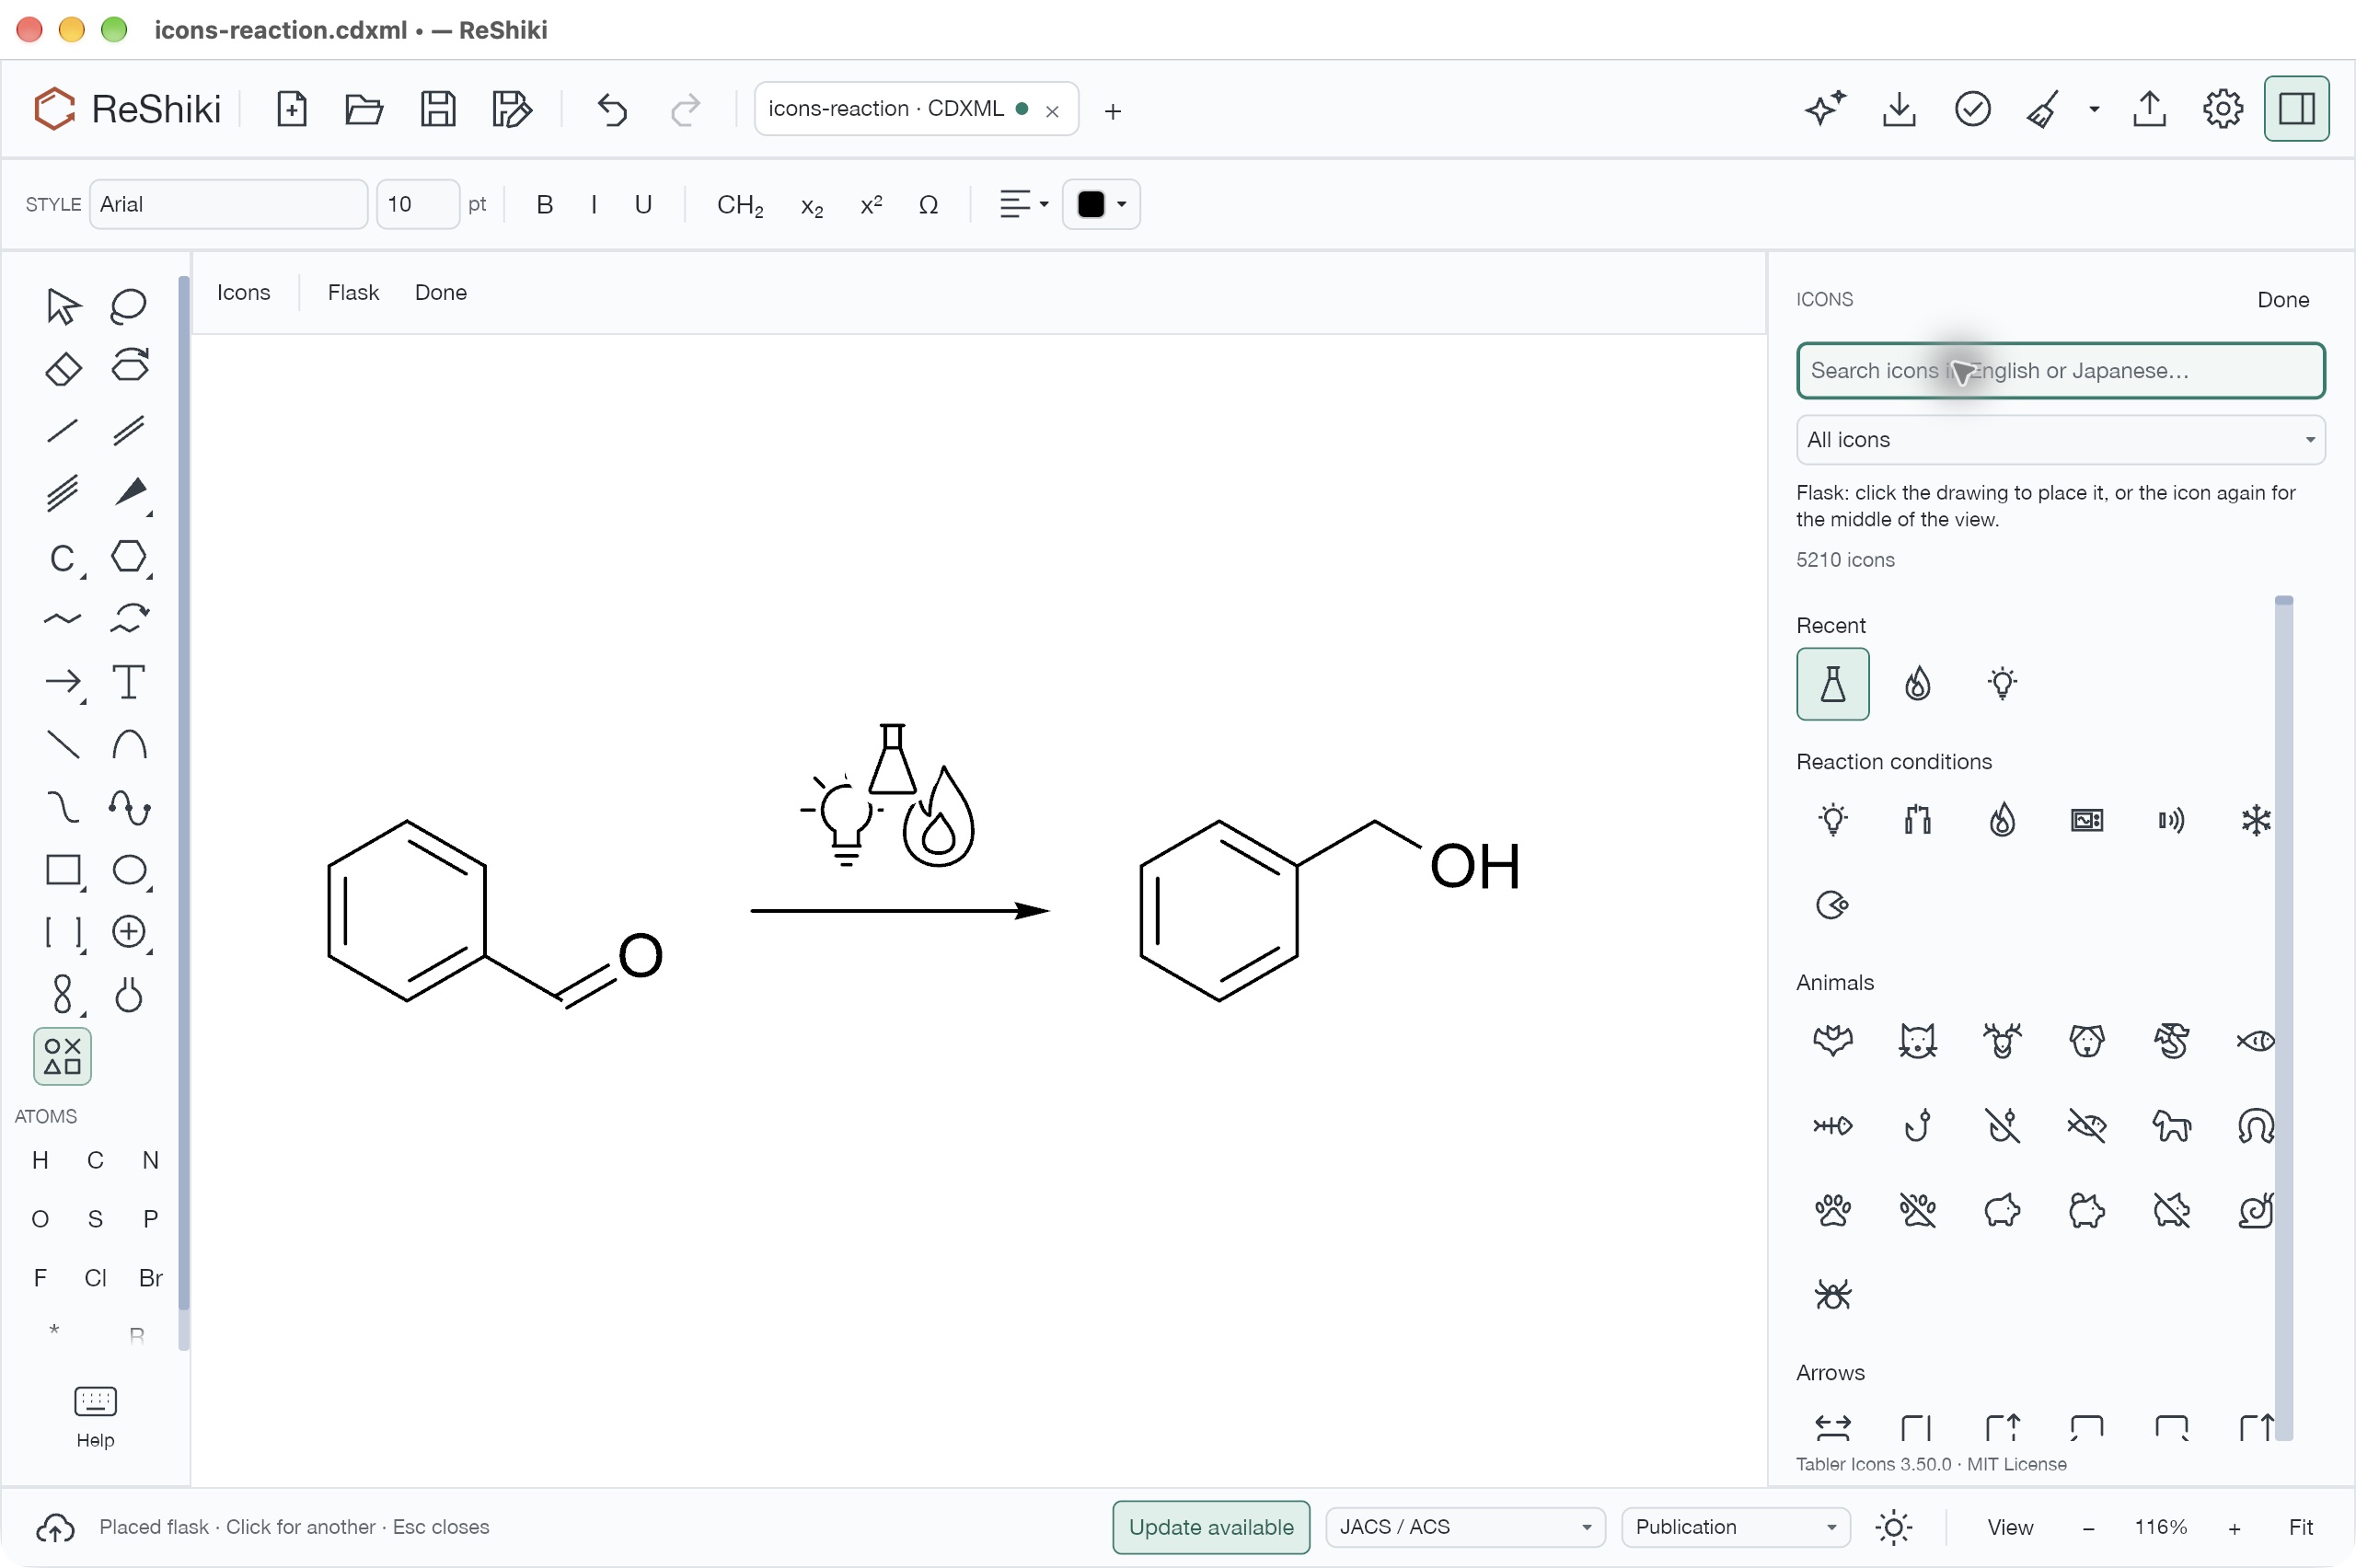 icons-reaction.cdxml • — ReShiki
ReShiki
icons-reaction · CDXML
STYLE Arial 10 pt B I U CH₂ x₂ x² Ω
Icons Flask Done
ICONS Done
Search icons in English or Japanese…
All icons
Flask: click the drawing to place it, or the icon again for
the middle of the view.
5210 icons
Recent
Reaction conditions
Animals
Arrows
Tabler Icons 3.50.0 · MIT License
C
T
O
OH
ATOMS
H C N
O S P
F Cl Br
* R
Help
Placed flask · Click for another · Esc closes
Update available
JACS / ACS
Publication
View − 116% + Fit